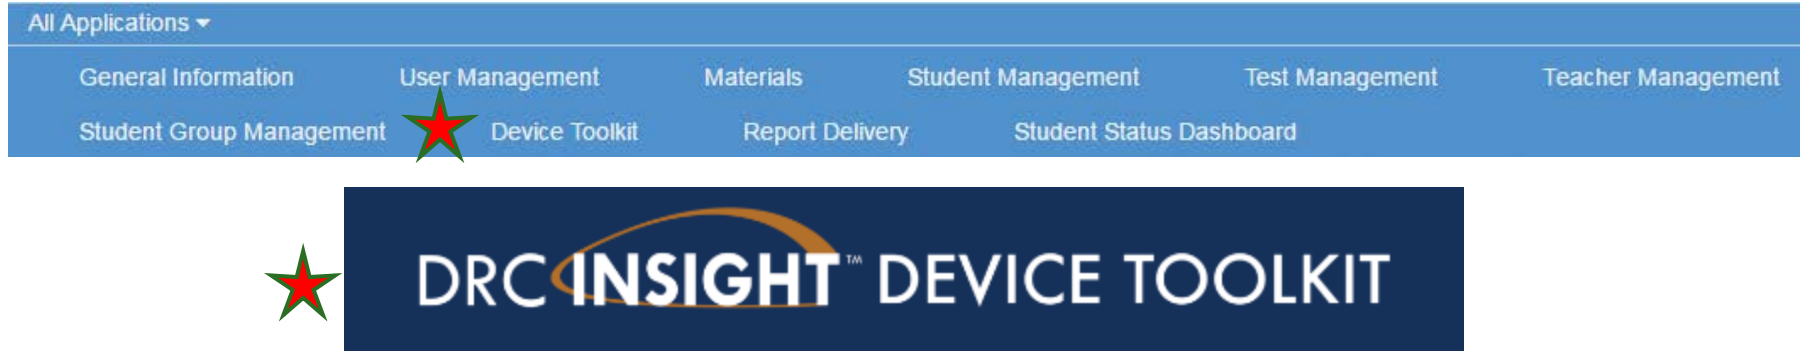 All Applications
General Information User Management Materials Student Management Test Management Teacher Management
Student Group Management Device Toolkit Report Delivery Student Status Dashboard
DRC INSIGHT™ DEVICE TOOLKIT